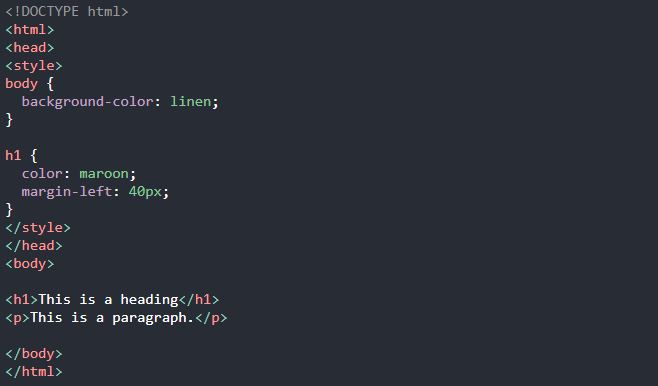 <!DOCTYPE html>
<html>
<head>
<style>
body {
  background-color: linen;
}

h1 {
  color: maroon;
  margin-left: 40px;
}
</style>
</head>
<body>

<h1>This is a heading</h1>
<p>This is a paragraph.</p>

</body>
</html>